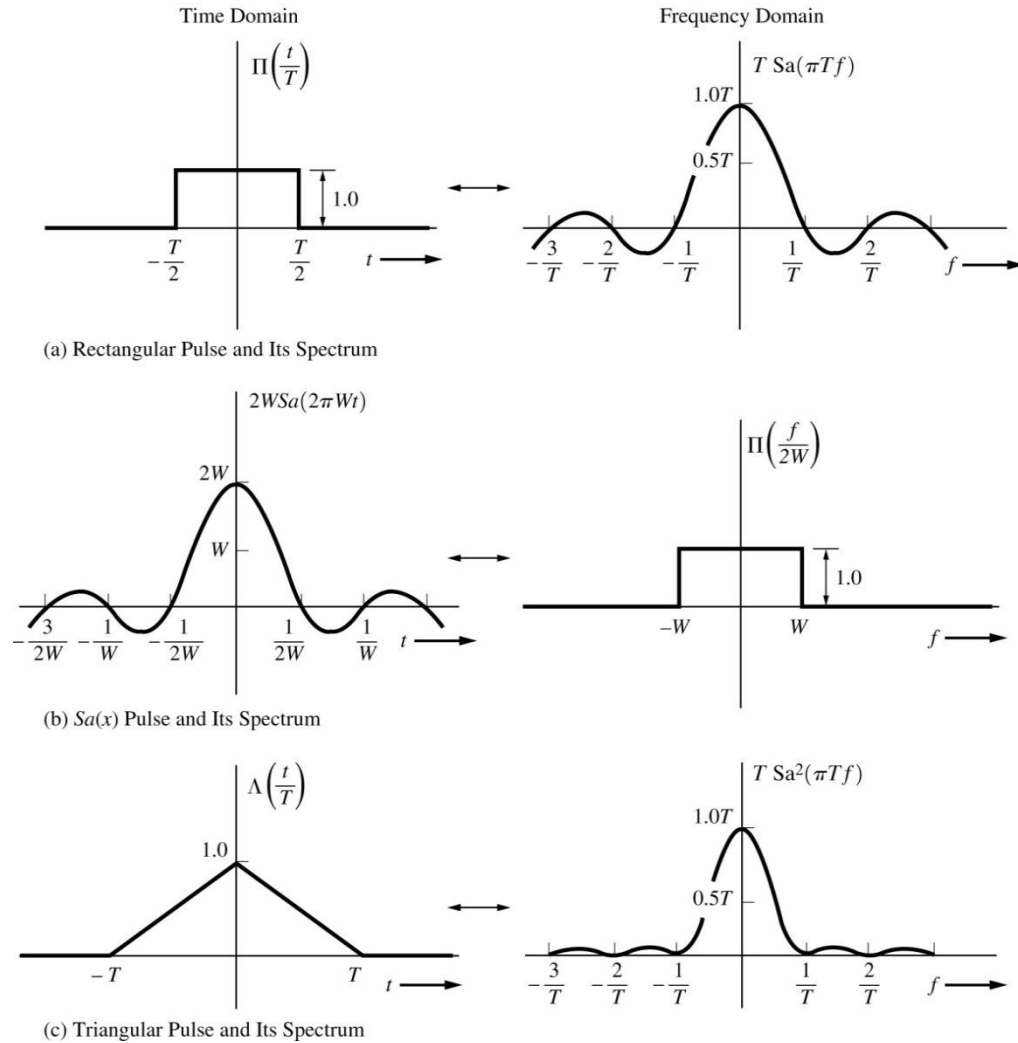 Time Domain
Frequency Domain
Π(t/T)
T Sa(πTf)
1.0T
0.5T
1.0
−T/2
T/2
t
−3/T
−2/T
−1/T
1/T
2/T
f
(a) Rectangular Pulse and Its Spectrum
2WSa(2πWt)
Π(f/2W)
2W
W
1.0
−3/2W
−1/W
−1/2W
1/2W
1/W
t
−W
W
f
(b) Sa(x) Pulse and Its Spectrum
Λ(t/T)
T Sa²(πTf)
1.0
1.0T
0.5T
−T
T
t
−3/T
−2/T
−1/T
1/T
2/T
f
(c) Triangular Pulse and Its Spectrum